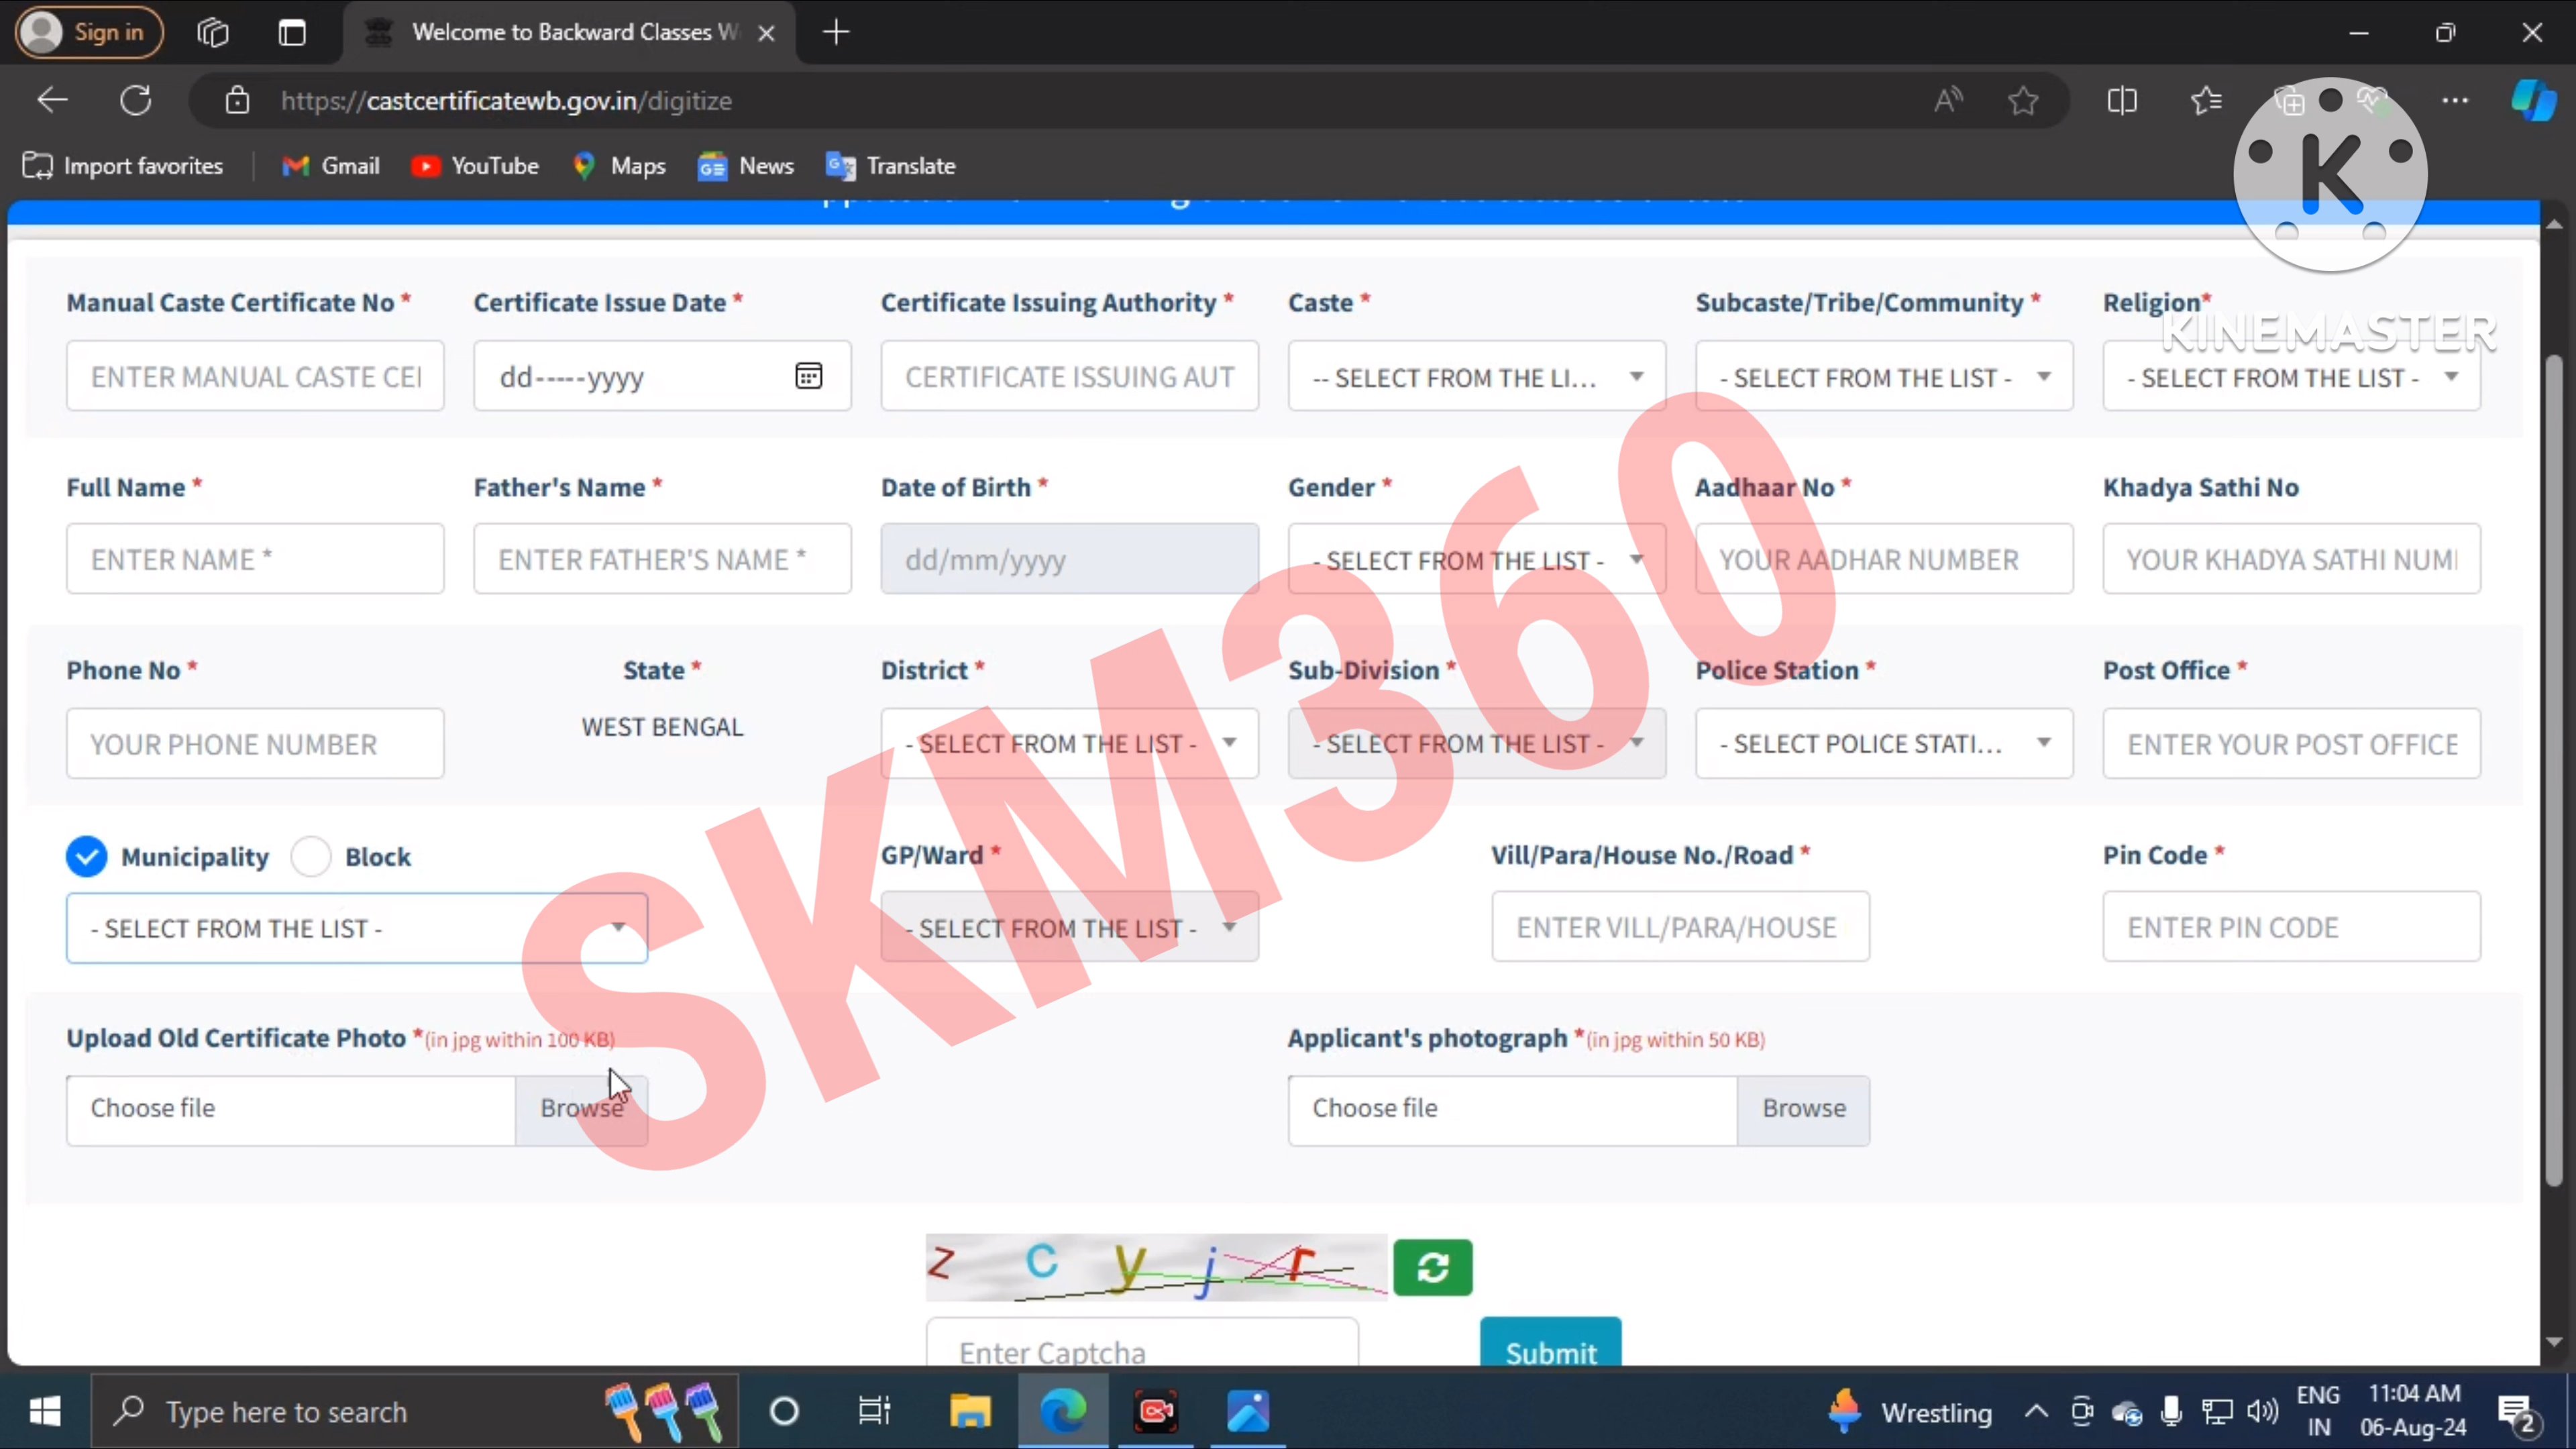 Sign in
Welcome to Backward Classes W
https://castcertificatewb.gov.in/digitize
Import favorites Gmail YouTube Maps News Translate
K
KINEMASTER
Manual Caste Certificate No * Certificate Issue Date * Certificate Issuing Authority * Caste * Subcaste/Tribe/Community * Religion*
ENTER MANUAL CASTE CEI dd-----yyyy CERTIFICATE ISSUING AUT -- SELECT FROM THE LI... - SELECT FROM THE LIST - - SELECT FROM THE LIST -
Full Name * Father's Name * Date of Birth * Gender * Aadhaar No * Khadya Sathi No
ENTER NAME * ENTER FATHER'S NAME * dd/mm/yyyy - SELECT FROM THE LIST - YOUR AADHAR NUMBER YOUR KHADYA SATHI NUMI
Phone No * State * District * Sub-Division * Police Station * Post Office *
YOUR PHONE NUMBER WEST BENGAL - SELECT FROM THE LIST - - SELECT FROM THE LIST - - SELECT POLICE STATI... ENTER YOUR POST OFFICE
Municipality Block GP/Ward * Vill/Para/House No./Road * Pin Code *
- SELECT FROM THE LIST - - SELECT FROM THE LIST - ENTER VILL/PARA/HOUSE ENTER PIN CODE
SKM360
Upload Old Certificate Photo *(in jpg within 100 KB) Applicant's photograph *(in jpg within 50 KB)
Choose file Browse Choose file Browse
z c y j r
Enter Captcha Submit
Type here to search Wrestling ENG 11:04 AM
IN 06-Aug-24 2